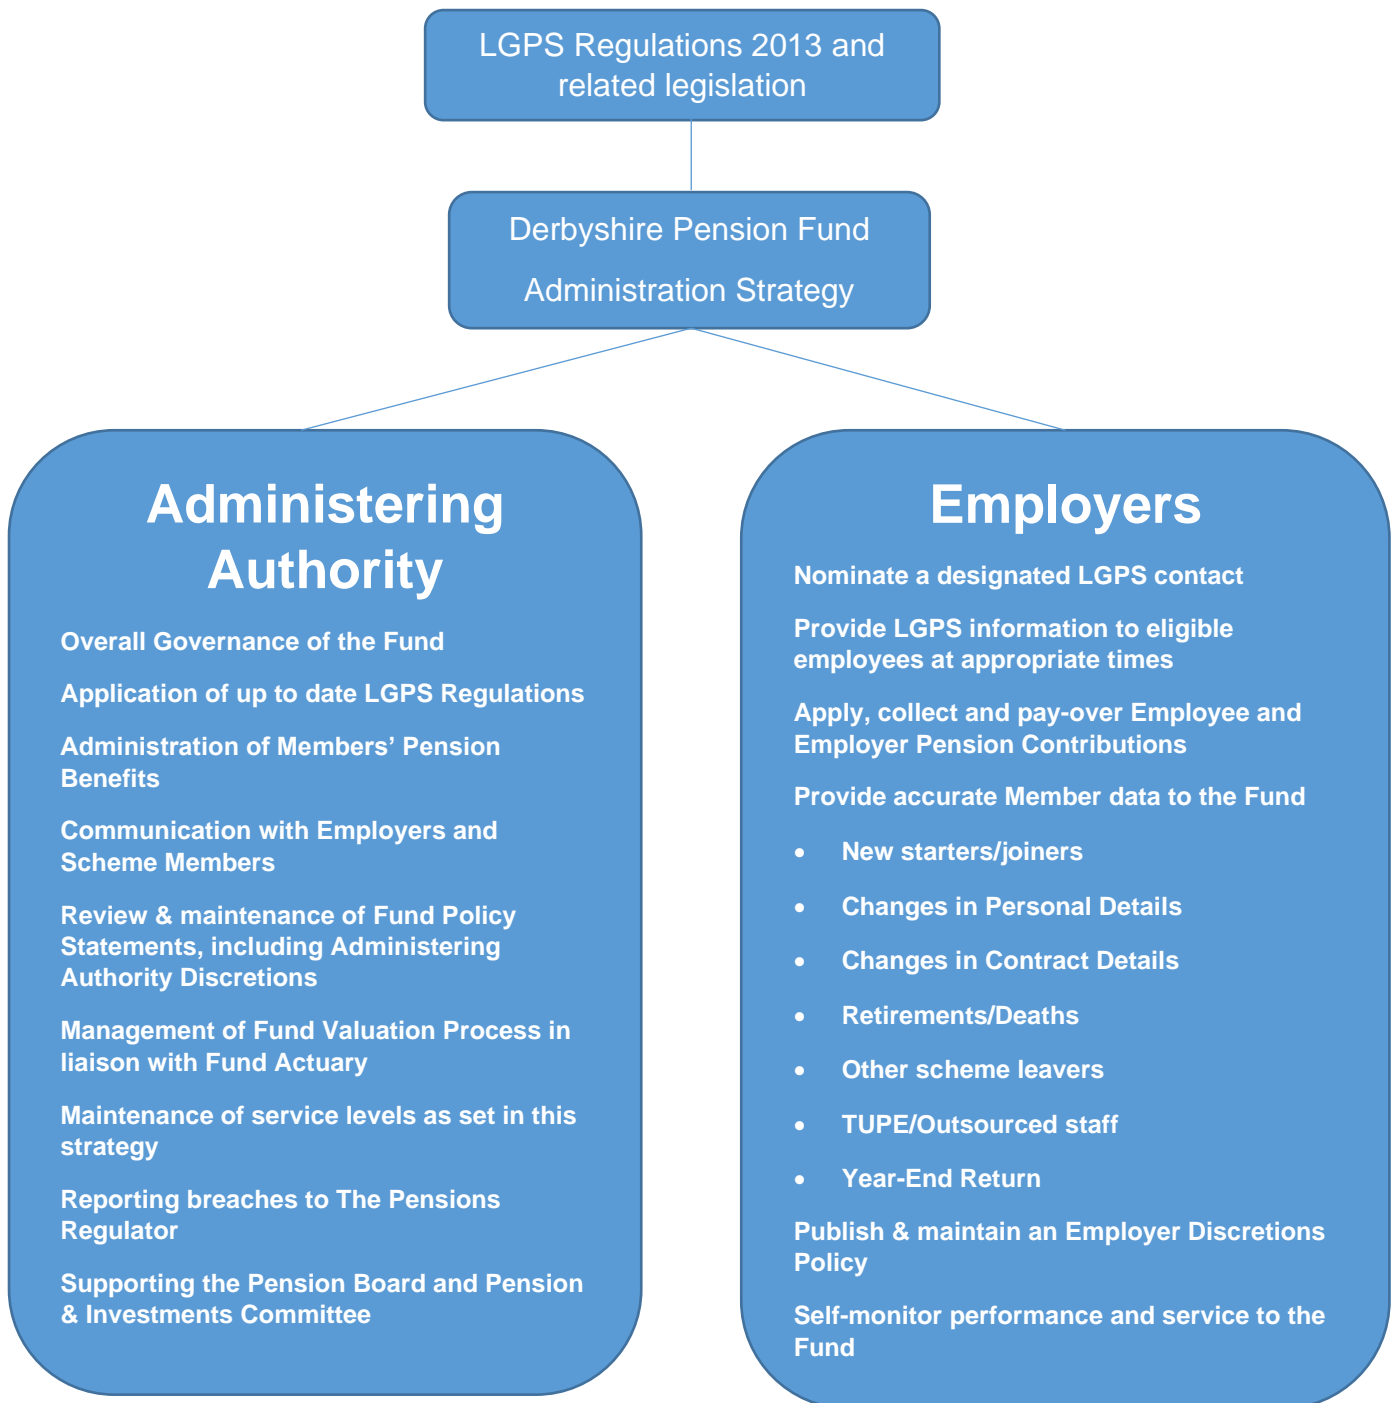 LGPS Regulations 2013 and
related legislation
Derbyshire Pension Fund
Administration Strategy
Administering
Authority
Overall Governance of the Fund
Application of up to date LGPS Regulations
Administration of Members’ Pension
Benefits
Communication with Employers and
Scheme Members
Review & maintenance of Fund Policy
Statements, including Administering
Authority Discretions
Management of Fund Valuation Process in
liaison with Fund Actuary
Maintenance of service levels as set in this
strategy
Reporting breaches to The Pensions
Regulator
Supporting the Pension Board and Pension
& Investments Committee
Employers
Nominate a designated LGPS contact
Provide LGPS information to eligible
employees at appropriate times
Apply, collect and pay-over Employee and
Employer Pension Contributions
Provide accurate Member data to the Fund
• New starters/joiners
• Changes in Personal Details
• Changes in Contract Details
• Retirements/Deaths
• Other scheme leavers
• TUPE/Outsourced staff
• Year-End Return
Publish & maintain an Employer Discretions
Policy
Self-monitor performance and service to the
Fund